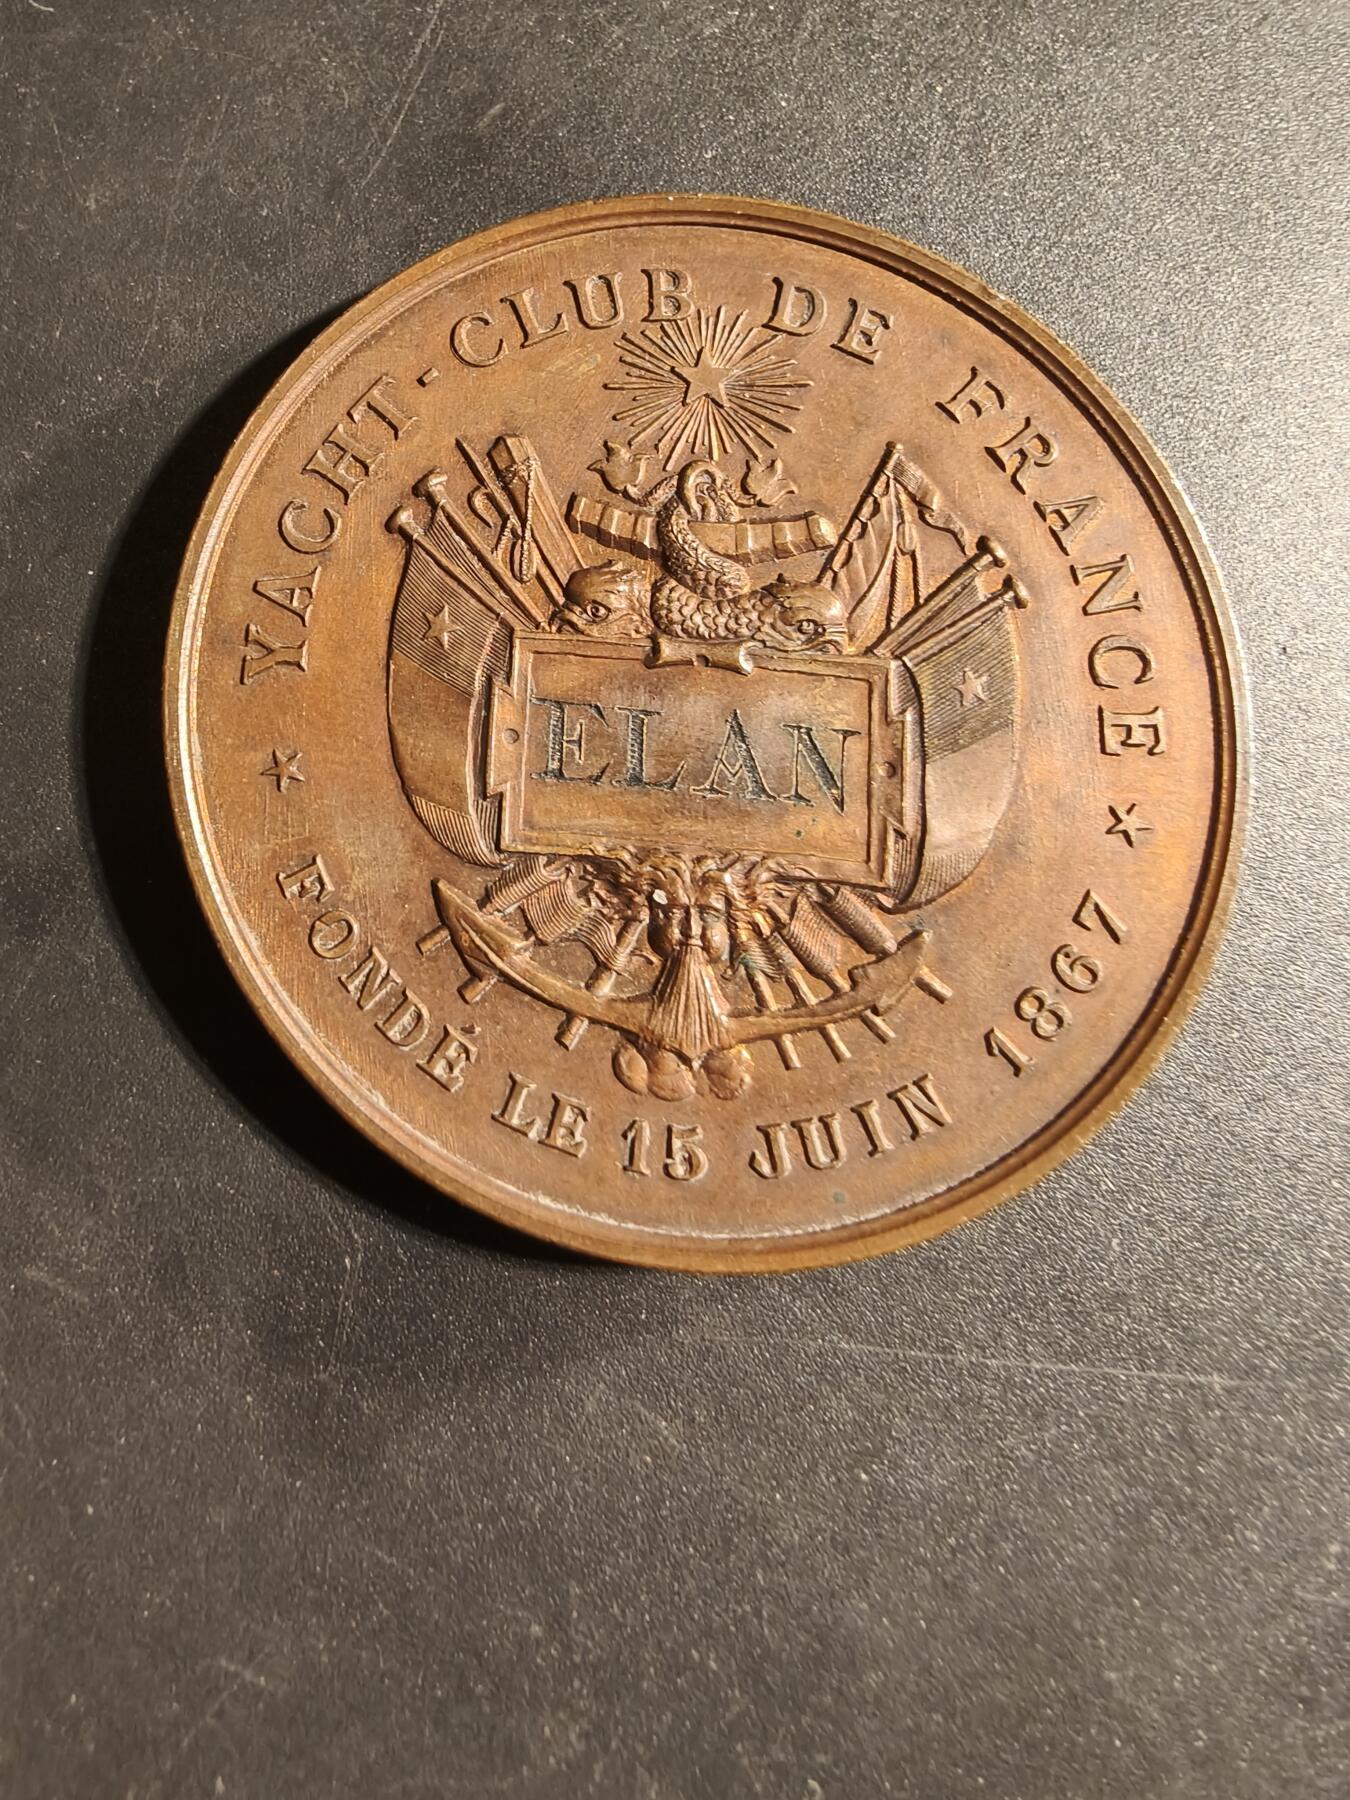 YACHT-CLUB DE FRANCE
ELAN
FONDÉ LE 15 JUIN 1867